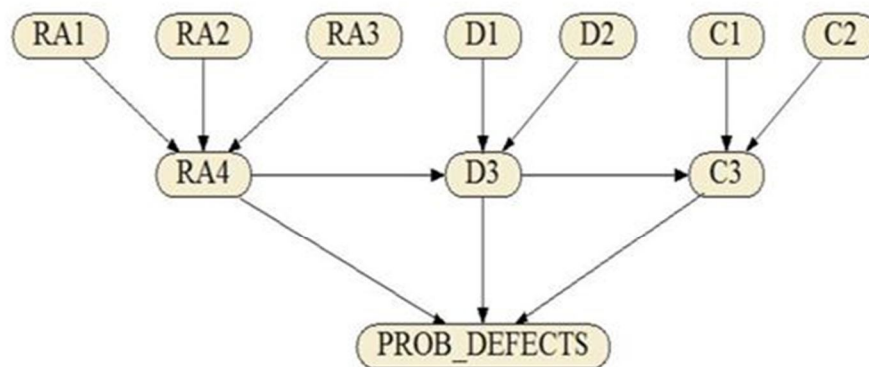 RA1 RA2 RA3 D1 D2 C1 C2
RA4 D3 C3
PROB_DEFECTS